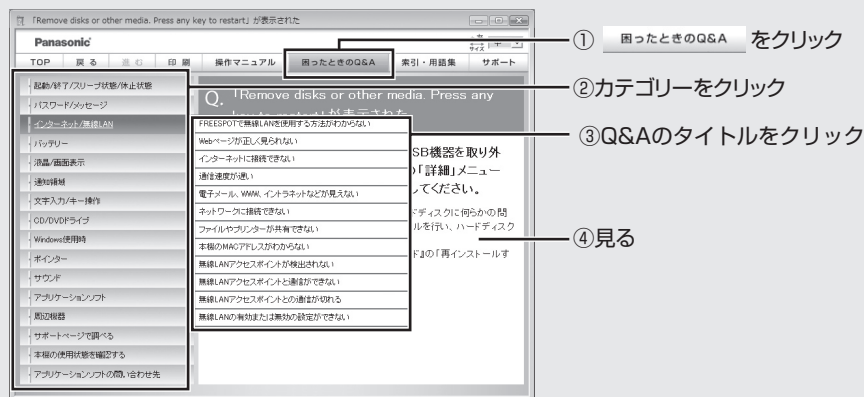 「Remove disks or other media. Press any key to restart」が表示された
Panasonic
サイズ 中
TOP 戻る 進む 印刷 操作マニュアル 困ったときのQ&A 索引・用語集 サポート
起動/終了/スリープ状態/休止状態
パスワード/メッセージ
インターネット/無線LAN
バッテリー
液晶/画面表示
通知領域
文字入力/キー操作
CD/DVDドライブ
Windows使用時
ポインター
サウンド
アプリケーションソフト
周辺機器
サポートページで調べる
本機の使用状態を確認する
アプリケーションソフトの問い合わせ先
Q. 「Remove disks or other media. Press any
FREESPOTで無線LANを使用する方法がわからない
Webページが正しく見られない
インターネットに接続できない
通信速度が遅い
電子メール、WWW、イントラネットなどが見えない
ネットワークに接続できない
ファイルやプリンターが共有できない
本機のMACアドレスがわからない
無線LANアクセスポイントが検出されない
無線LANアクセスポイントと通信ができない
無線LANアクセスポイントとの通信が切れる
無線LANの有効または無効の設定ができない
SB機器を取り外
「詳細」メニュー
してください。
ドディスクに何らかの問
ルを行い、ハードディスク
ド』の「再インストールす
① 困ったときのQ&A をクリック
②カテゴリーをクリック
③Q&Aのタイトルをクリック
④見る